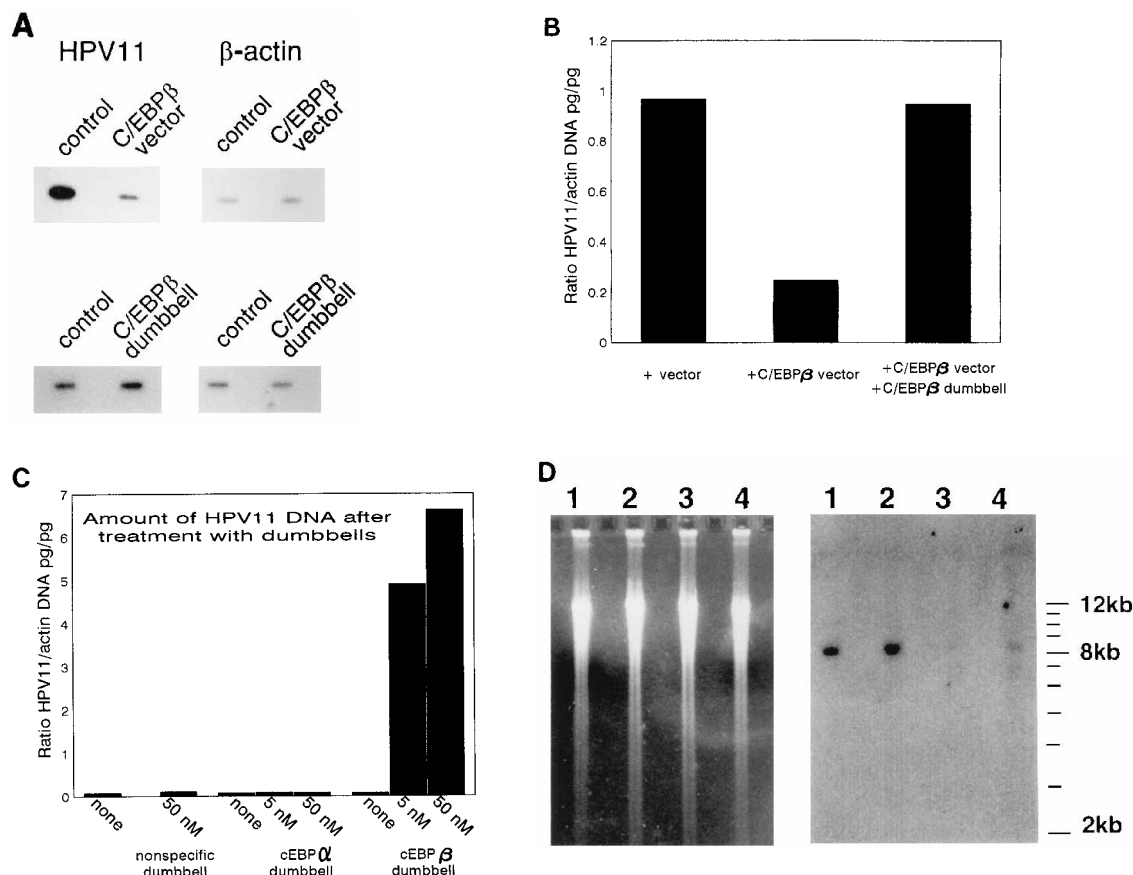 A
HPV11 β-actin
control C/EBPβ vector control C/EBPβ vector
control C/EBPβ dumbbell control C/EBPβ dumbbell
B
Ratio HPV11/actin DNA pg/pg
1.2
1
0.8
0.6
0.4
0.2
0
+ vector +C/EBPβ vector +C/EBPβ vector
+C/EBPβ dumbbell
C
Ratio HPV11/actin DNA pg/pg
7
6
5
4
3
2
1
0
Amount of HPV11 DNA after
treatment with dumbbells
none 50 nM none 5 nM 50 nM none 5 nM 50 nM
nonspecific cEBP α cEBP β
dumbbell dumbbell dumbbell
D
1 2 3 4 1 2 3 4
12kb
8kb
2kb